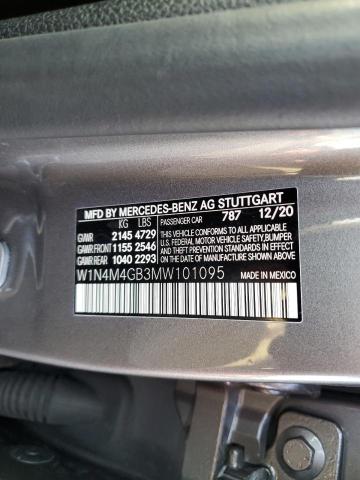 MFD BY MERCEDES-BENZ AG STUTTGART
KG LBS PASSENGER CAR 787 12/20
GVWR 2145 4729 THIS VEHICLE CONFORMS TO ALL APPLICABLE
GAWR FRONT 1155 2546 U.S. FEDERAL MOTOR VEHICLE SAFETY, BUMPER
GAWR REAR 1040 2293 AND THEFT PREVENTION STANDARDS IN EFFECT
ON THE DATE OF MANUFACTURE SHOWN ABOVE.
W1N4M4GB3MW101095 MADE IN MEXICO